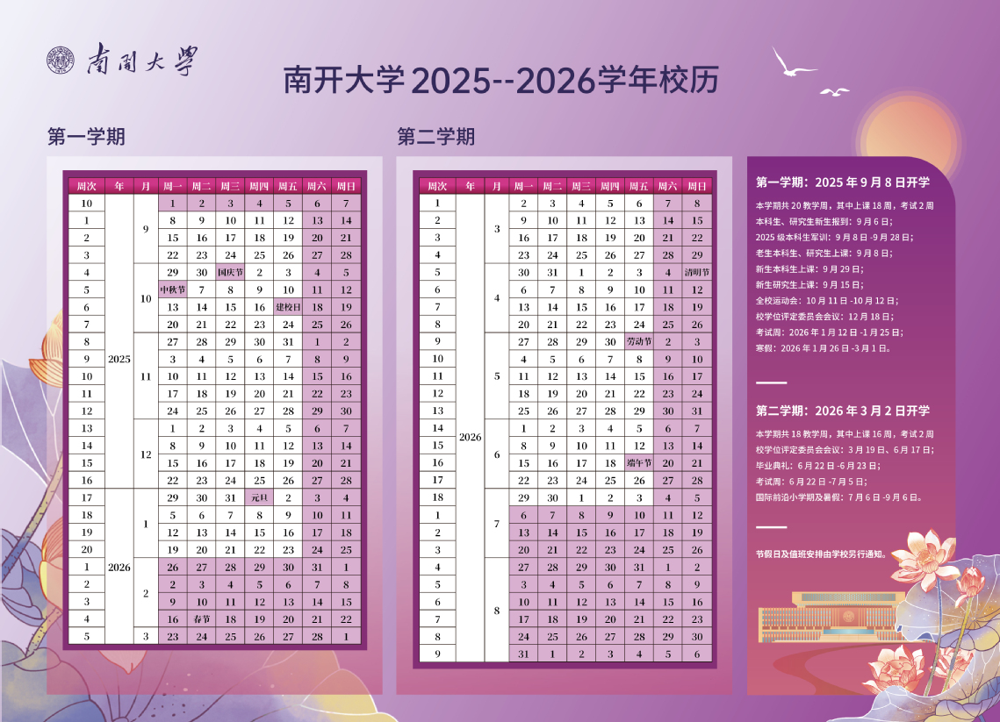 南開大學
南开大学2025--2026学年校历
第一学期
周次 年 月 周一 周二 周三 周四 周五 周六 周日
10 1 2 3 4 5 6 7
1 9 8 9 10 11 12 13 14
2 15 16 17 18 19 20 21
3 22 23 24 25 26 27 28
4 29 30 国庆节 2 3 4 5
5 10 中秋节 7 8 9 10 11 12
6 13 14 15 16 建校日 18 19
7 20 21 22 23 24 25 26
8 27 28 29 30 31 1 2
9 2025 3 4 5 6 7 8 9
10 11 10 11 12 13 14 15 16
11 17 18 19 20 21 22 23
12 24 25 26 27 28 29 30
13 1 2 3 4 5 6 7
14 12 8 9 10 11 12 13 14
15 15 16 17 18 19 20 21
16 22 23 24 25 26 27 28
17 29 30 31 元旦 2 3 4
18 1 5 6 7 8 9 10 11
19 12 13 14 15 16 17 18
20 19 20 21 22 23 24 25
1 2026 26 27 28 29 30 31 1
2 2 2 3 4 5 6 7 8
3 9 10 11 12 13 14 15
4 16 春节 18 19 20 21 22
5 3 23 24 25 26 27 28 1
第二学期
周次 年 月 周一 周二 周三 周四 周五 周六 周日
1 2 3 4 5 6 7 8
2 3 9 10 11 12 13 14 15
3 16 17 18 19 20 21 22
4 23 24 25 26 27 28 29
5 30 31 1 2 3 4 清明节
6 4 6 7 8 9 10 11 12
7 13 14 15 16 17 18 19
8 20 21 22 23 24 25 26
9 27 28 29 30 劳动节 2 3
10 4 5 6 7 8 9 10
11 5 11 12 13 14 15 16 17
12 18 19 20 21 22 23 24
13 25 26 27 28 29 30 31
14 2026 1 2 3 4 5 6 7
15 6 8 9 10 11 12 13 14
16 15 16 17 18 端午节 20 21
17 22 23 24 25 26 27 28
18 29 30 1 2 3 4 5
1 7 6 7 8 9 10 11 12
2 13 14 15 16 17 18 19
3 20 21 22 23 24 25 26
4 27 28 29 30 31 1 2
5 3 4 5 6 7 8 9
6 8 10 11 12 13 14 15 16
7 17 18 19 20 21 22 23
8 24 25 26 27 28 29 30
9 31 1 2 3 4 5 6
第一学期：2025 年 9 月 8 日开学
本学期共 20 教学周，其中上课 18 周，考试 2 周
本科生、研究生新生报到：9 月 6 日；
2025 级本科生军训：9 月 8 日 -9 月 28 日；
老生本科生、研究生上课：9 月 8 日；
新生本科生上课：9 月 29 日；
新生研究生上课：9 月 15 日；
全校运动会：10 月 11 日 -10 月 12 日；
校学位评定委员会会议：12 月 18 日；
考试周：2026 年 1 月 12 日 -1 月 25 日；
寒假：2026 年 1 月 26 日 -3 月 1 日。
第二学期：2026 年 3 月 2 日开学
本学期共 18 教学周，其中上课 16 周，考试 2 周
校学位评定委员会会议：3 月 19 日、6 月 17 日；
毕业典礼：6 月 22 日 -6 月 23 日；
考试周：6 月 22 日 -7 月 5 日；
国际前沿小学期及暑假：7 月 6 日 -9 月 6 日。
节假日及值班安排由学校另行通知。